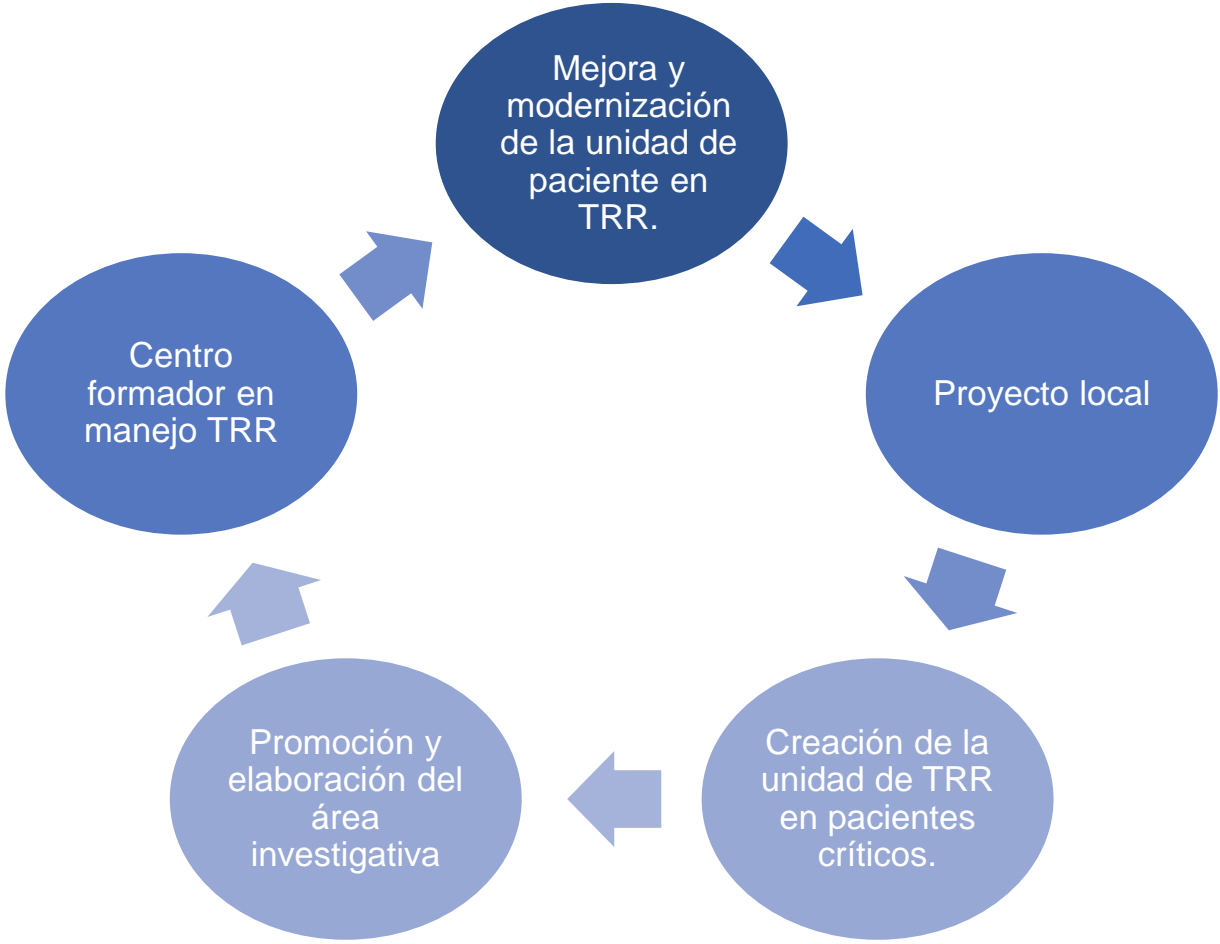 Mejora y
modernización
de la unidad de
paciente en
TRR.
Proyecto local
Creación de la
unidad de TRR
en pacientes
críticos.
Promoción y
elaboración del
área
investigativa
Centro
formador en
manejo TRR